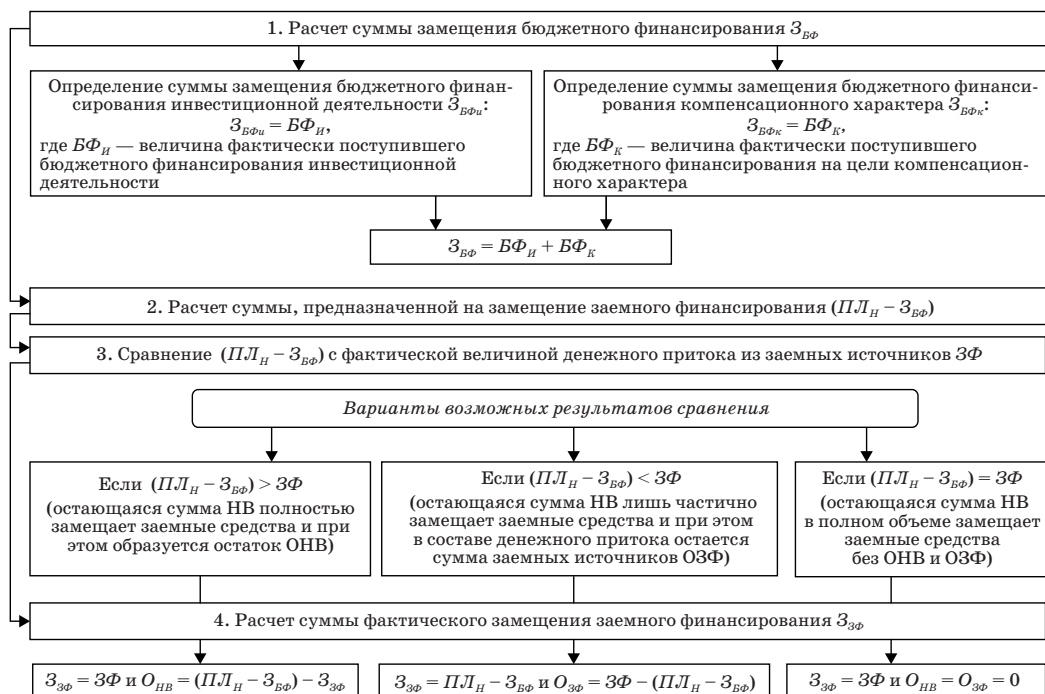 1. Расчет суммы замещения бюджетного финансирования З_БФ
Определение суммы замещения бюджетного финан-
сирования инвестиционной деятельности З_БФи:
З_БФи = БФ_И,
где БФ_И — величина фактически поступившего
бюджетного финансирования инвестиционной
деятельности
Определение суммы замещения бюджетного финанси-
рования компенсационного характера З_БФк:
З_БФк = БФ_К,
где БФ_К — величина фактически поступившего
бюджетного финансирования на цели компенсацион-
ного характера
З_БФ = БФ_И + БФ_К
2. Расчет суммы, предназначенной на замещение заемного финансирования (ПЛ_Н – З_БФ)
3. Сравнение (ПЛ_Н – З_БФ) с фактической величиной денежного притока из заемных источников ЗФ
Варианты возможных результатов сравнения
Если (ПЛ_Н – З_БФ) > ЗФ
(остающаяся сумма НВ полностью
замещает заемные средства и при
этом образуется остаток ОНВ)
Если (ПЛ_Н – З_БФ) < ЗФ
(остающаяся сумма НВ лишь частично
замещает заемные средства и при этом
в составе денежного притока остается
сумма заемных источников ОЗФ)
Если (ПЛ_Н – З_БФ) = ЗФ
(остающаяся сумма НВ
в полном объеме замещает
заемные средства
без ОНВ и ОЗФ)
4. Расчет суммы фактического замещения заемного финансирования З_ЗФ
З_ЗФ = ЗФ и О_НВ = (ПЛ_Н – З_БФ) – З_ЗФ
З_ЗФ = ПЛ_Н – З_БФ и О_ЗФ = ЗФ – (ПЛ_Н – З_БФ)
З_ЗФ = ЗФ и О_НВ = О_ЗФ = 0